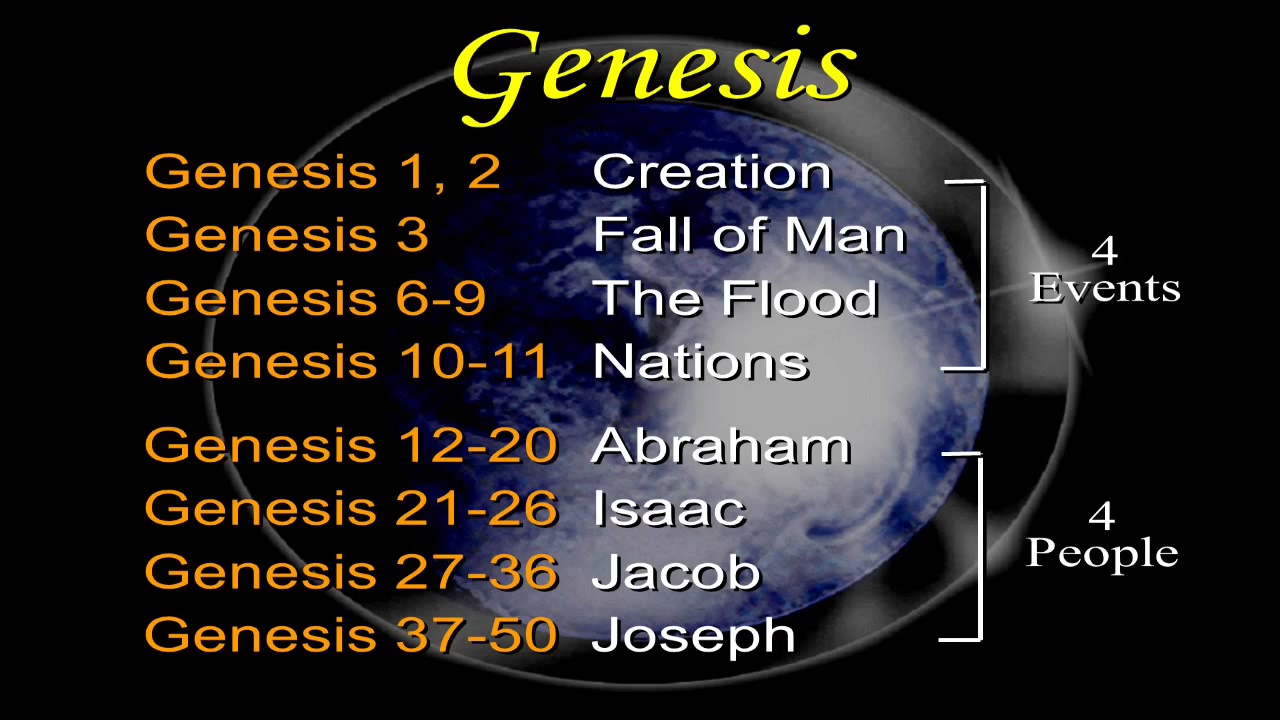 Genesis
Genesis 1, 2 Creation
Genesis 3 Fall of Man
Genesis 6-9 The Flood
Genesis 10-11 Nations
4
Events
Genesis 12-20 Abraham
Genesis 21-26 Isaac
Genesis 27-36 Jacob
Genesis 37-50 Joseph
4
People